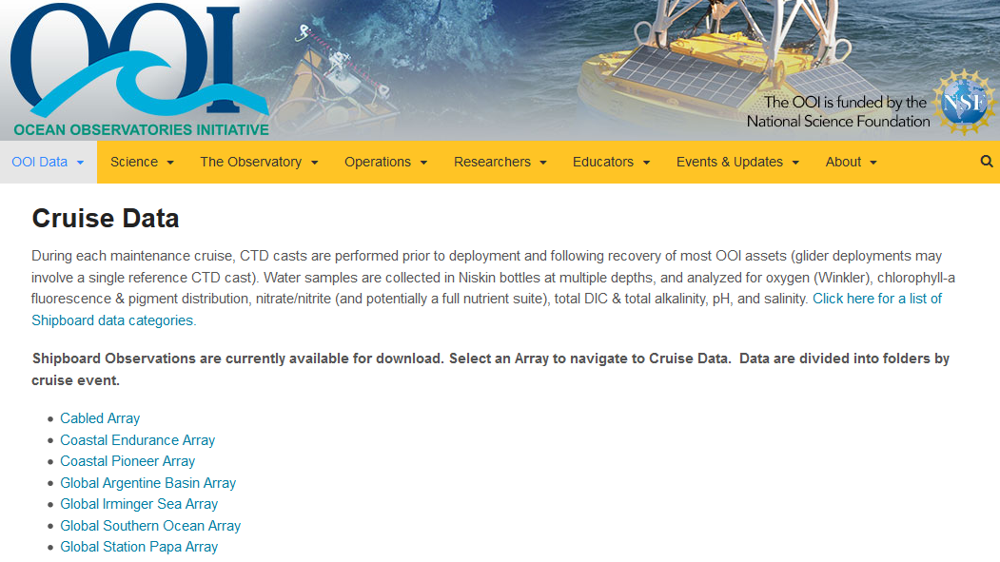 OOI
OCEAN OBSERVATORIES INITIATIVE
The OOI is funded by the
National Science Foundation
NSF
OOI Data
Science
The Observatory
Operations
Researchers
Educators
Events & Updates
About
Cruise Data
During each maintenance cruise, CTD casts are performed prior to deployment and following recovery of most OOI assets (glider deployments may
involve a single reference CTD cast). Water samples are collected in Niskin bottles at multiple depths, and analyzed for oxygen (Winkler), chlorophyll-a
fluorescence & pigment distribution, nitrate/nitrite (and potentially a full nutrient suite), total DIC & total alkalinity, pH, and salinity. Click here for a list of
Shipboard data categories.
Shipboard Observations are currently available for download. Select an Array to navigate to Cruise Data. Data are divided into folders by
cruise event.
• Cabled Array
• Coastal Endurance Array
• Coastal Pioneer Array
• Global Argentine Basin Array
• Global Irminger Sea Array
• Global Southern Ocean Array
• Global Station Papa Array